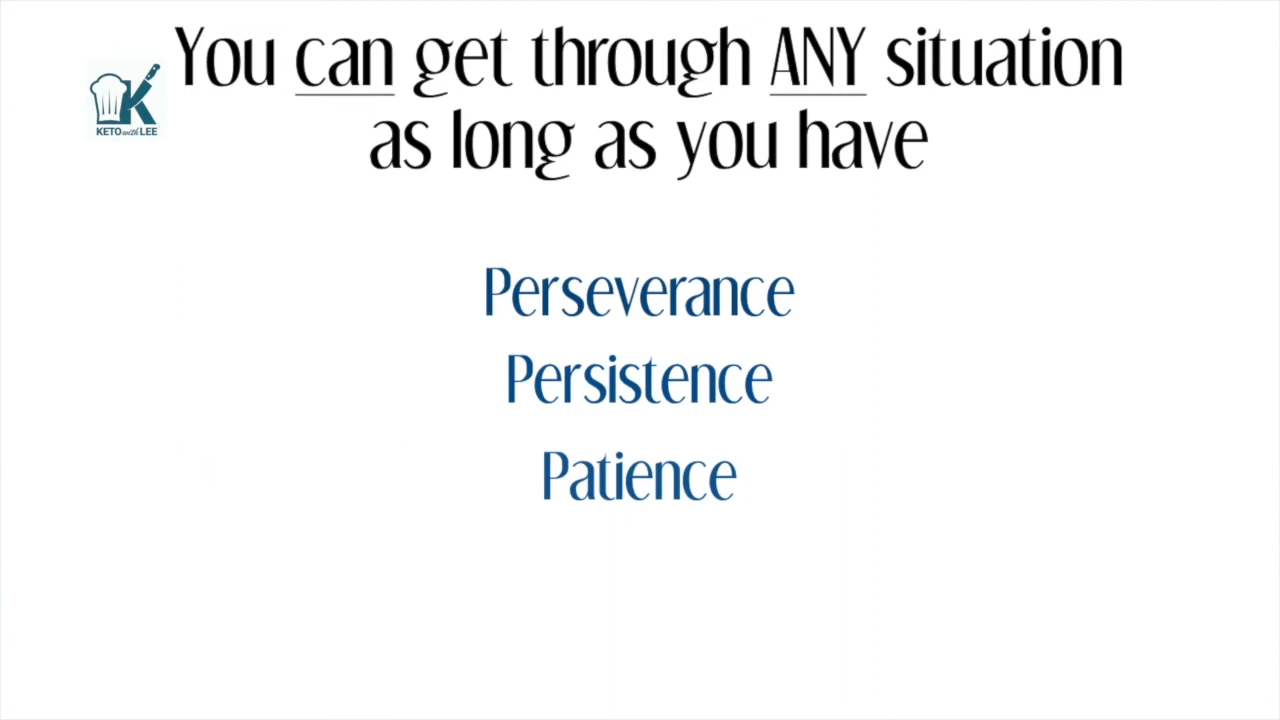 You can get through ANY situation
as long as you have
K
KETO with LEE
Perseverance
Persistence
Patience